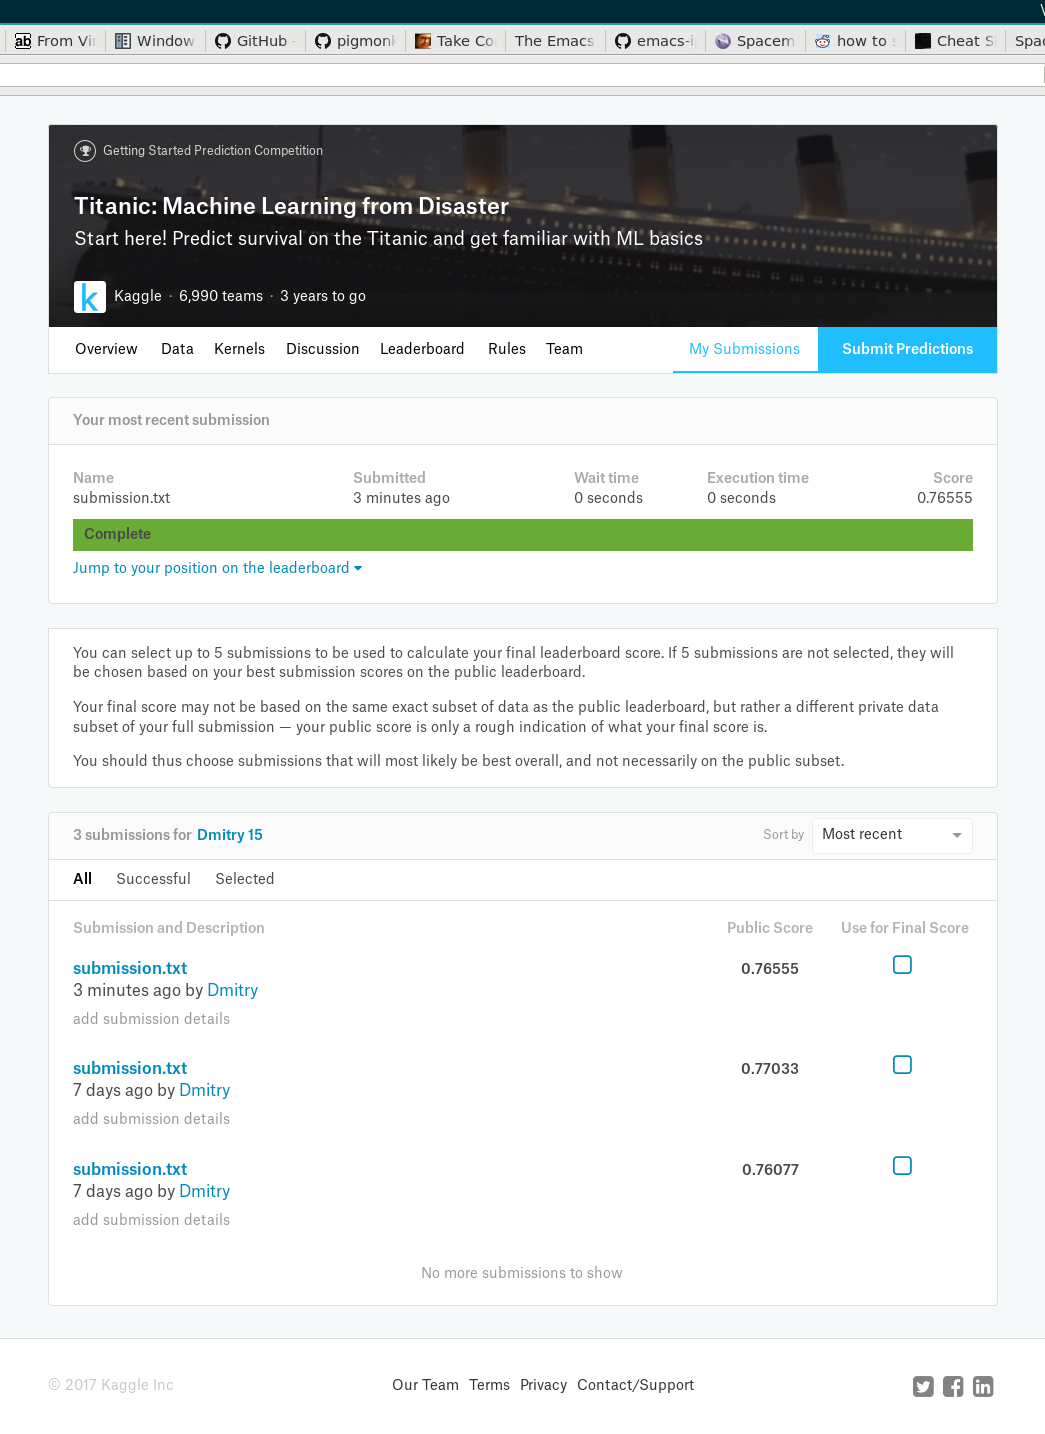 From Vir
Window
GitHub
pigmonk
Take Co
The Emacs
emacs-i
Spacem
how to s
Cheat S
Spac
Getting Started Prediction Competition
Titanic: Machine Learning from Disaster
Start here! Predict survival on the Titanic and get familiar with ML basics
k Kaggle · 6,990 teams · 3 years to go
Overview Data Kernels Discussion Leaderboard Rules Team My Submissions Submit Predictions
Your most recent submission
Name Submitted Wait time Execution time Score
submission.txt 3 minutes ago 0 seconds 0 seconds 0.76555
Complete
Jump to your position on the leaderboard
You can select up to 5 submissions to be used to calculate your final leaderboard score. If 5 submissions are not selected, they will
be chosen based on your best submission scores on the public leaderboard.
Your final score may not be based on the same exact subset of data as the public leaderboard, but rather a different private data
subset of your full submission — your public score is only a rough indication of what your final score is.
You should thus choose submissions that will most likely be best overall, and not necessarily on the public subset.
3 submissions for Dmitry 15 Sort by Most recent
All Successful Selected
Submission and Description Public Score Use for Final Score
submission.txt 0.76555
3 minutes ago by Dmitry
add submission details
submission.txt 0.77033
7 days ago by Dmitry
add submission details
submission.txt 0.76077
7 days ago by Dmitry
add submission details
No more submissions to show
© 2017 Kaggle Inc Our Team Terms Privacy Contact/Support